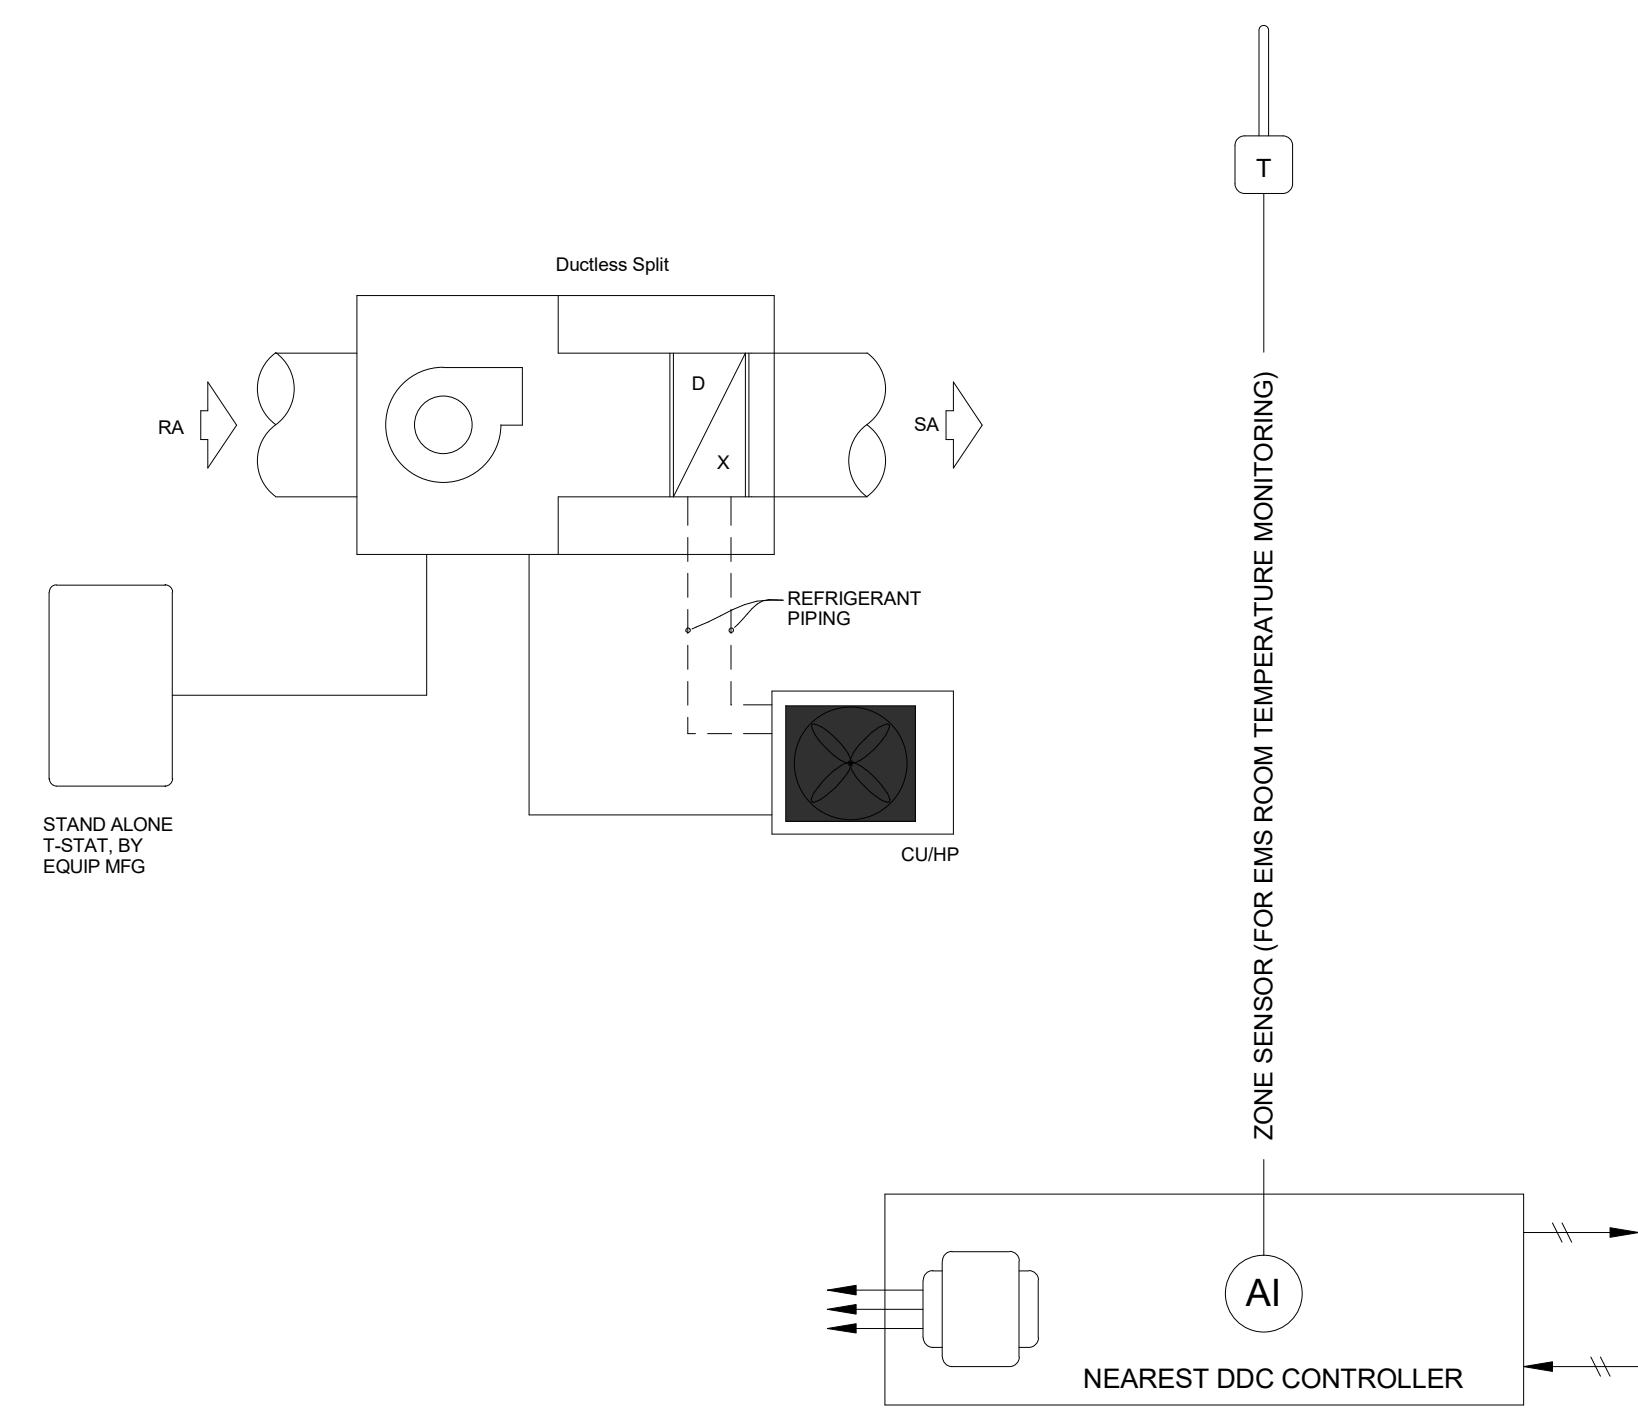 T
Ductless Split
D
RA
SA
X
ZONE SENSOR (FOR EMS ROOM TEMPERATURE MONITORING)
REFRIGERANT
PIPING
STAND ALONE
T-STAT, BY
EQUIP MFG
CU/HP
AI
NEAREST DDC CONTROLLER